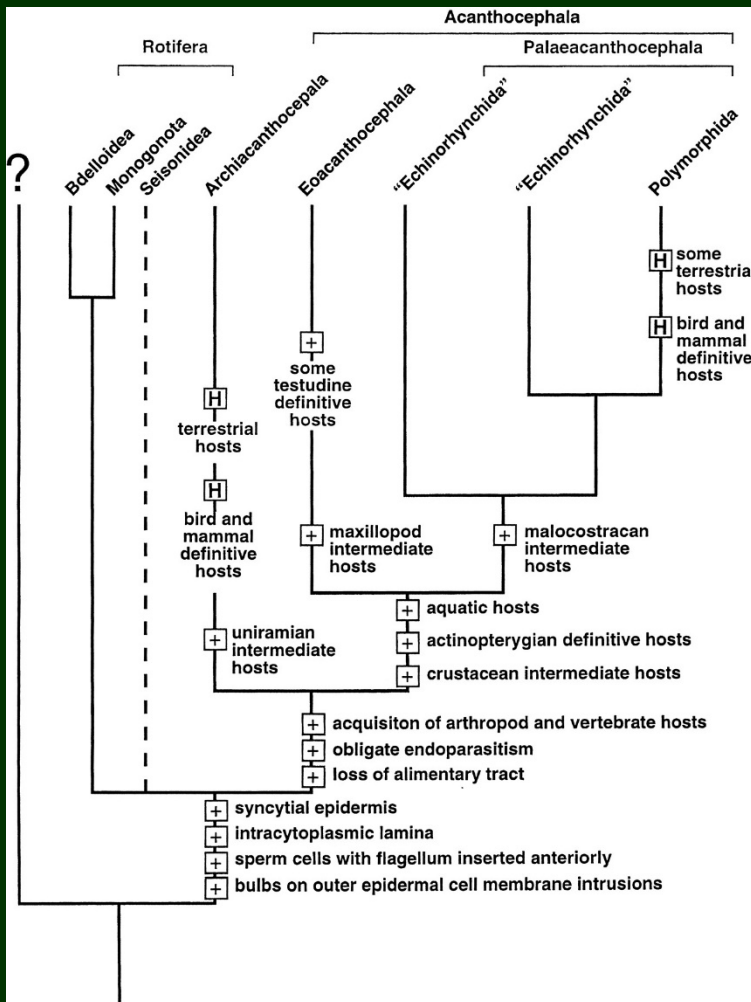 Acanthocephala
Rotifera
Palaeacanthocephala
?
Bdelloidea
Monogonota
Seisonidea
Archiacanthocepala
Eoacanthocephala
“Echinorhynchida”
“Echinorhynchida”
Polymorphida
H
some
terrestria
hosts
H
bird and
mammal
definitive
hosts
+
some
testudine
definitive
hosts
H
terrestrial
hosts
H
bird and
mammal
definitive
hosts
+
maxillopod
intermediate
hosts
+
malocostracan
intermediate
hosts
+
uniramian
intermediate
hosts
+ aquatic hosts
+ actinopterygian definitive hosts
+ crustacean intermediate hosts
+ acquisiton of arthropod and vertebrate hosts
+ obligate endoparasitism
+ loss of alimentary tract
+ syncytial epidermis
+ intracytoplasmic lamina
+ sperm cells with flagellum inserted anteriorly
+ bulbs on outer epidermal cell membrane intrusions